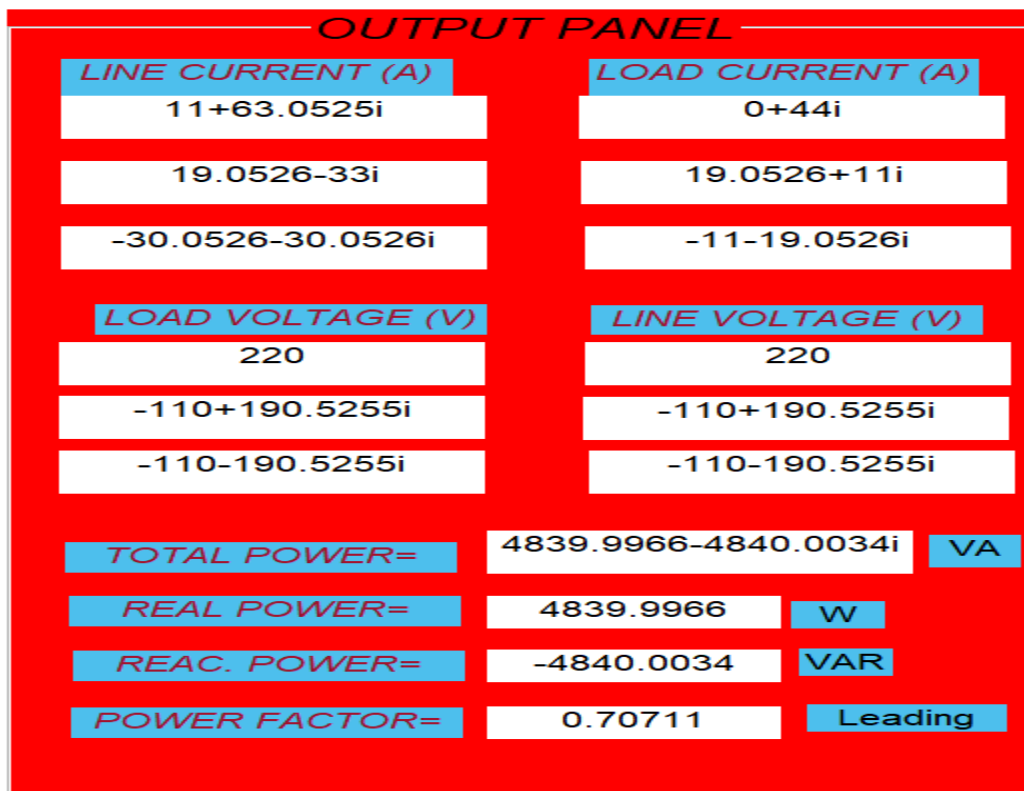 OUTPUT PANEL
LINE CURRENT (A) LOAD CURRENT (A)
11+63.0525i 0+44i
19.0526-33i 19.0526+11i
-30.0526-30.0526i -11-19.0526i
LOAD VOLTAGE (V) LINE VOLTAGE (V)
220 220
-110+190.5255i -110+190.5255i
-110-190.5255i -110-190.5255i
TOTAL POWER= 4839.9966-4840.0034i VA
REAL POWER= 4839.9966 W
REAC. POWER= -4840.0034 VAR
POWER FACTOR= 0.70711 Leading